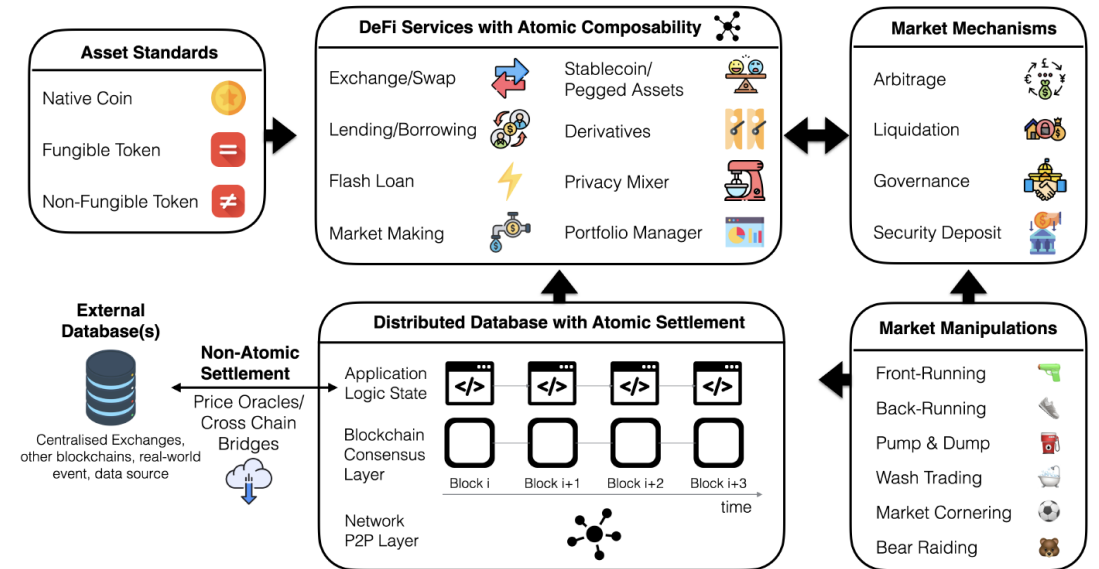 Asset Standards
Native Coin
Fungible Token
=
Non-Fungible Token
≠
DeFi Services with Atomic Composability
Exchange/Swap
Lending/Borrowing
Flash Loan
Market Making
Stablecoin/
Pegged Assets
Derivatives
Privacy Mixer
Portfolio Manager
Market Mechanisms
Arbitrage
Liquidation
Governance
Security Deposit
External
Database(s)
Centralised Exchanges,
other blockchains, real-world
event, data source
Non-Atomic
Settlement
Price Oracles/
Cross Chain
Bridges
Distributed Database with Atomic Settlement
Application
Logic State
</> </> </> </>
Blockchain
Consensus
Layer
Block i Block i+1 Block i+2 Block i+3
time
Network
P2P Layer
Market Manipulations
Front-Running
Back-Running
Pump & Dump
Wash Trading
Market Cornering
Bear Raiding